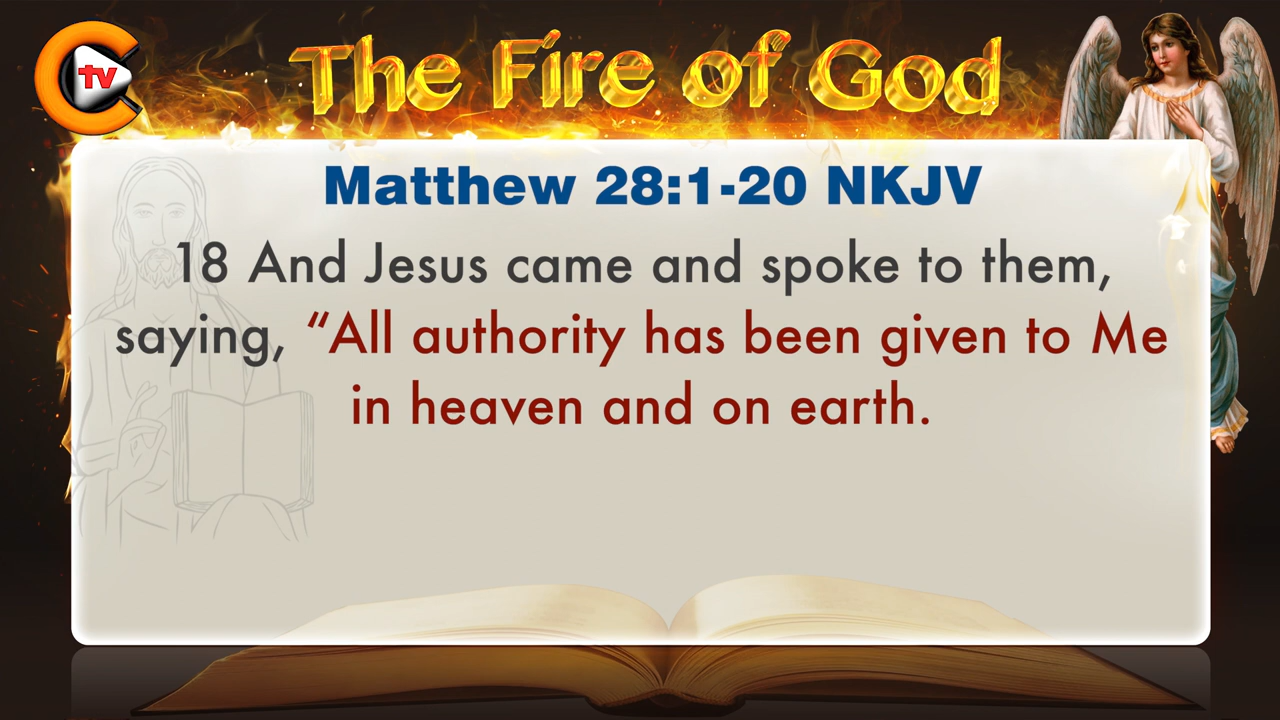 tv
The Fire of God
Matthew 28:1-20 NKJV
18 And Jesus came and spoke to them,
saying, “All authority has been given to Me
in heaven and on earth.